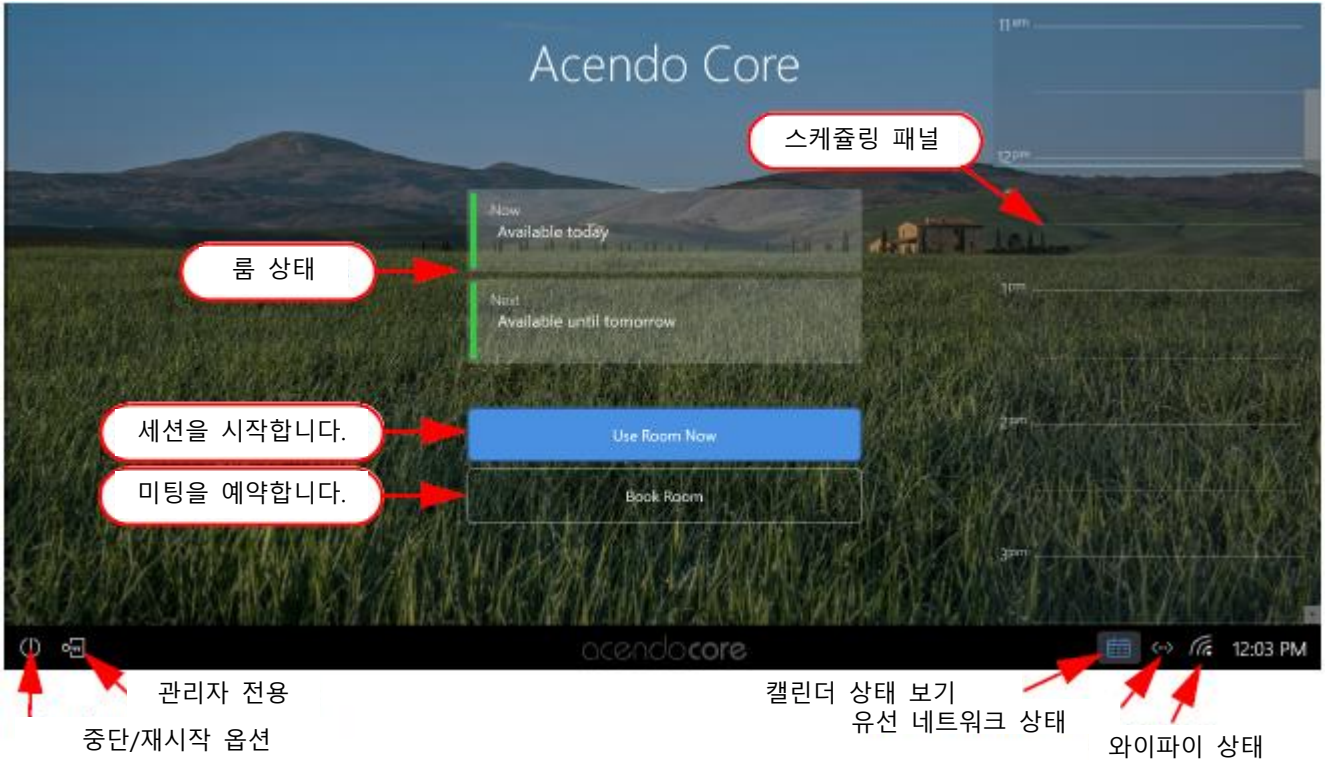 11am
Acendo Core
스케쥴링 패널
12pm
Now
Available today
룸 상태
1pm
Next
Available until tomorrow
세션을 시작합니다.
Use Room Now
2pm
미팅을 예약합니다.
Book Room
3pm
acendocore
12:03 PM
관리자 전용
캘린더 상태 보기
유선 네트워크 상태
중단/재시작 옵션
와이파이 상태